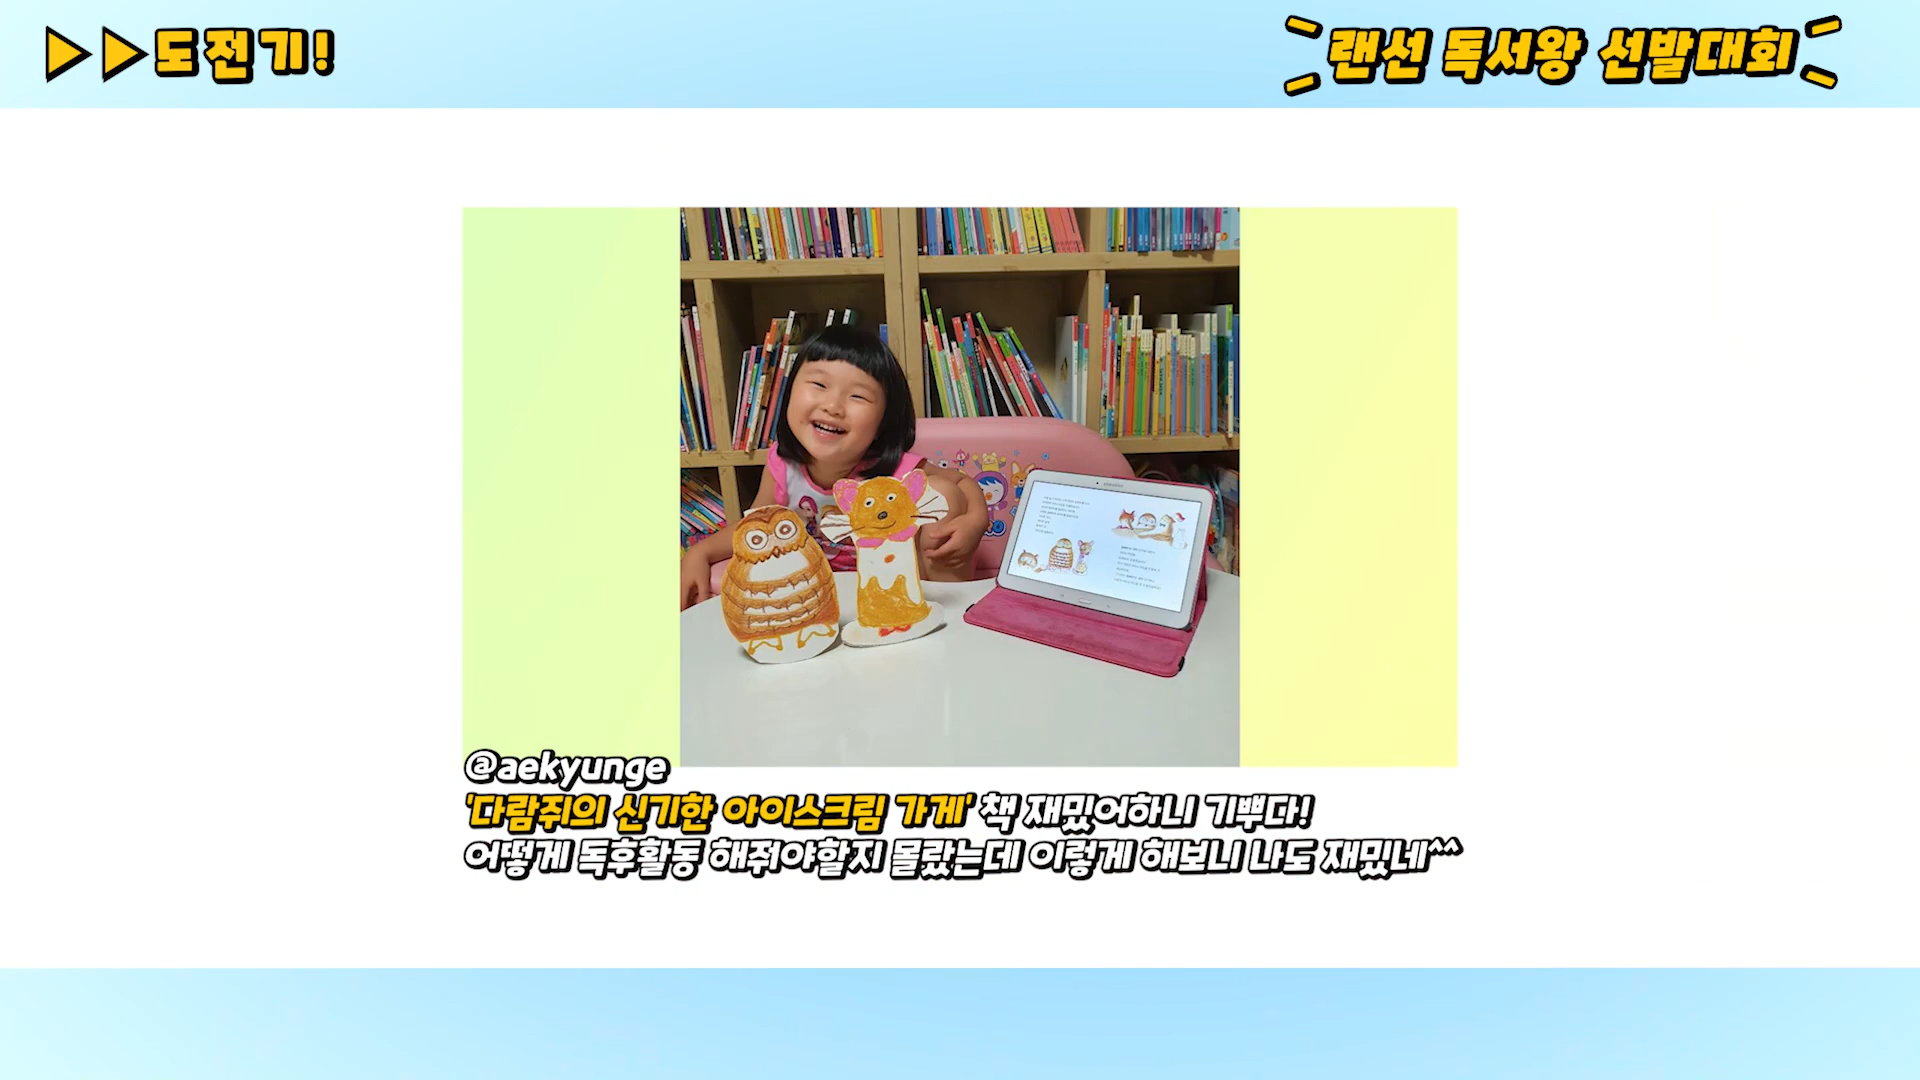 ▶▶도전기!
랜선 독서왕 선발대회
@aekyunge
'다람쥐의 신기한 아이스크림 가게' 책 재밌어하니 기쁘다!
어떻게 독후활동 해줘야할지 몰랐는데 이렇게 해보니 나도 재밌네^^